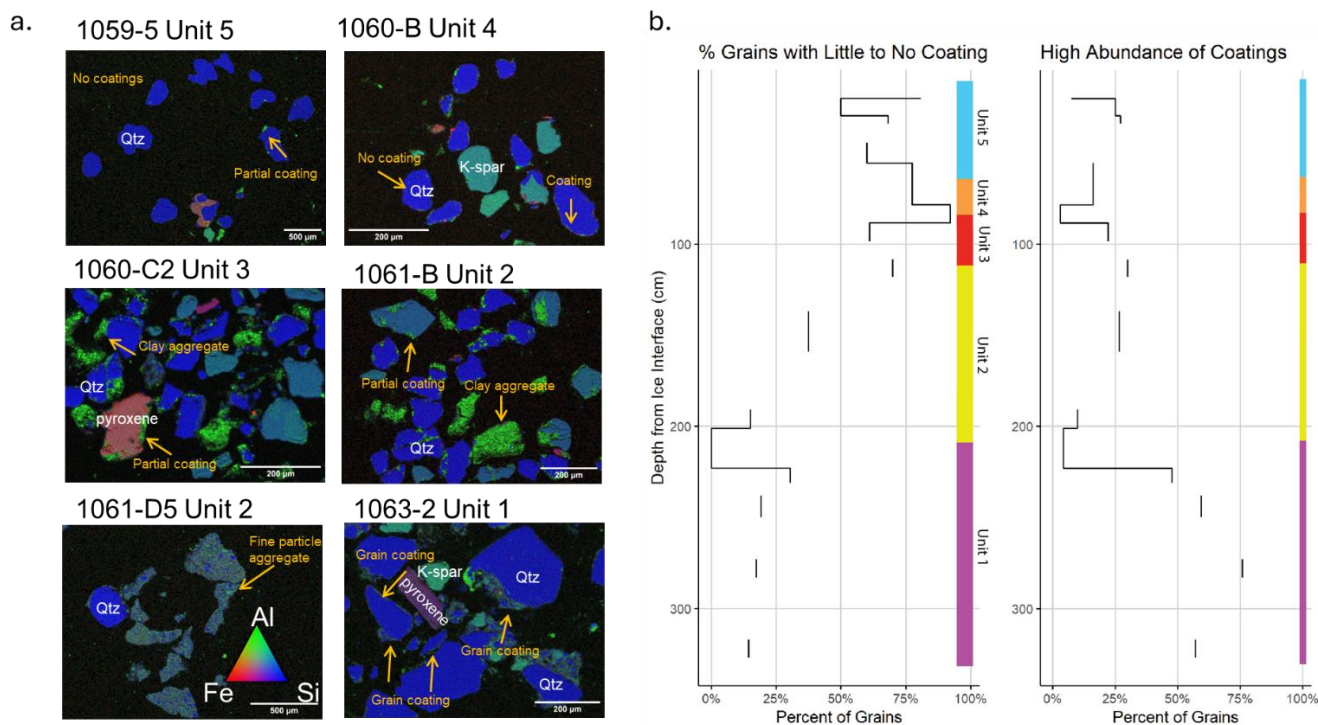 a.
1059-5 Unit 5
No coatings
Qtz
Partial coating
500 µm
1060-B Unit 4
No coating
K-spar
Qtz
Coating
200 µm
1060-C2 Unit 3
Clay aggregate
Qtz
pyroxene
Partial coating
200 µm
1061-B Unit 2
Partial coating
Clay aggregate
Qtz
200 µm
1061-D5 Unit 2
Fine particle
aggregate
Qtz
Al
Fe
Si
500 µm
1063-2 Unit 1
Grain coating
K-spar
Qtz
pyroxene
Grain coating
Grain coating
Qtz
Grain coating
200 µm
b.
% Grains with Little to No Coating
Depth from Ice Interface (cm)
100
200
300
Unit 5
Unit 4
Unit 3
Unit 2
Unit 1
0%
25%
50%
75%
100%
Percent of Grains
High Abundance of Coatings
0%
25%
50%
75%
100%
Percent of Grains